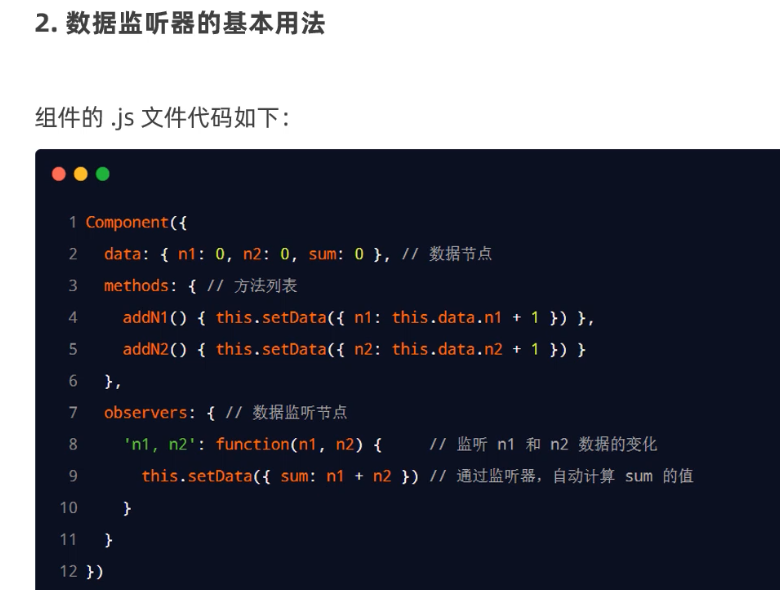 2. 数据监听器的基本用法
组件的 .js 文件代码如下：
1 Component({
2   data: { n1: 0, n2: 0, sum: 0 }, // 数据节点
3   methods: { // 方法列表
4     addN1() { this.setData({ n1: this.data.n1 + 1 }) },
5     addN2() { this.setData({ n2: this.data.n2 + 1 }) }
6   },
7   observers: { // 数据监听节点
8     'n1, n2': function(n1, n2) {     // 监听 n1 和 n2 数据的变化
9       this.setData({ sum: n1 + n2 }) // 通过监听器，自动计算 sum 的值
10     }
11   }
12 })